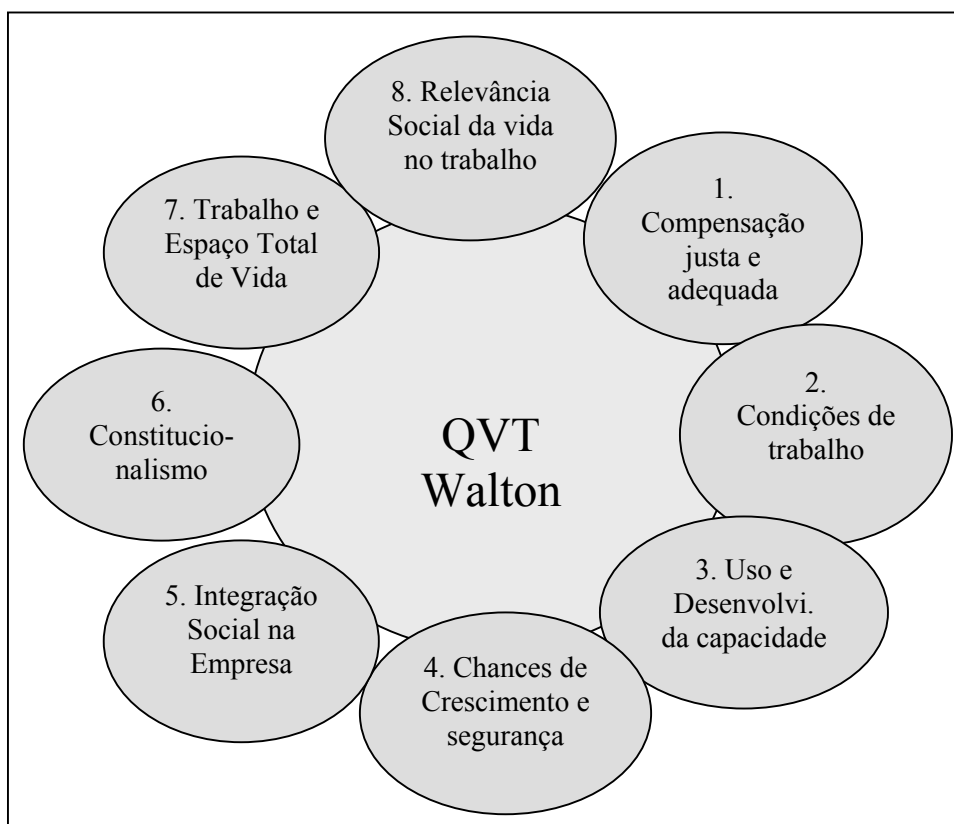 8. Relevância
Social da vida
no trabalho
1.
Compensação
justa e
adequada
2.
Condições de
trabalho
3. Uso e
Desenvolvi.
da capacidade
4. Chances de
Crescimento e
segurança
5. Integração
Social na
Empresa
6.
Constitucio-
nalismo
7. Trabalho e
Espaço Total
de Vida
QVT
Walton